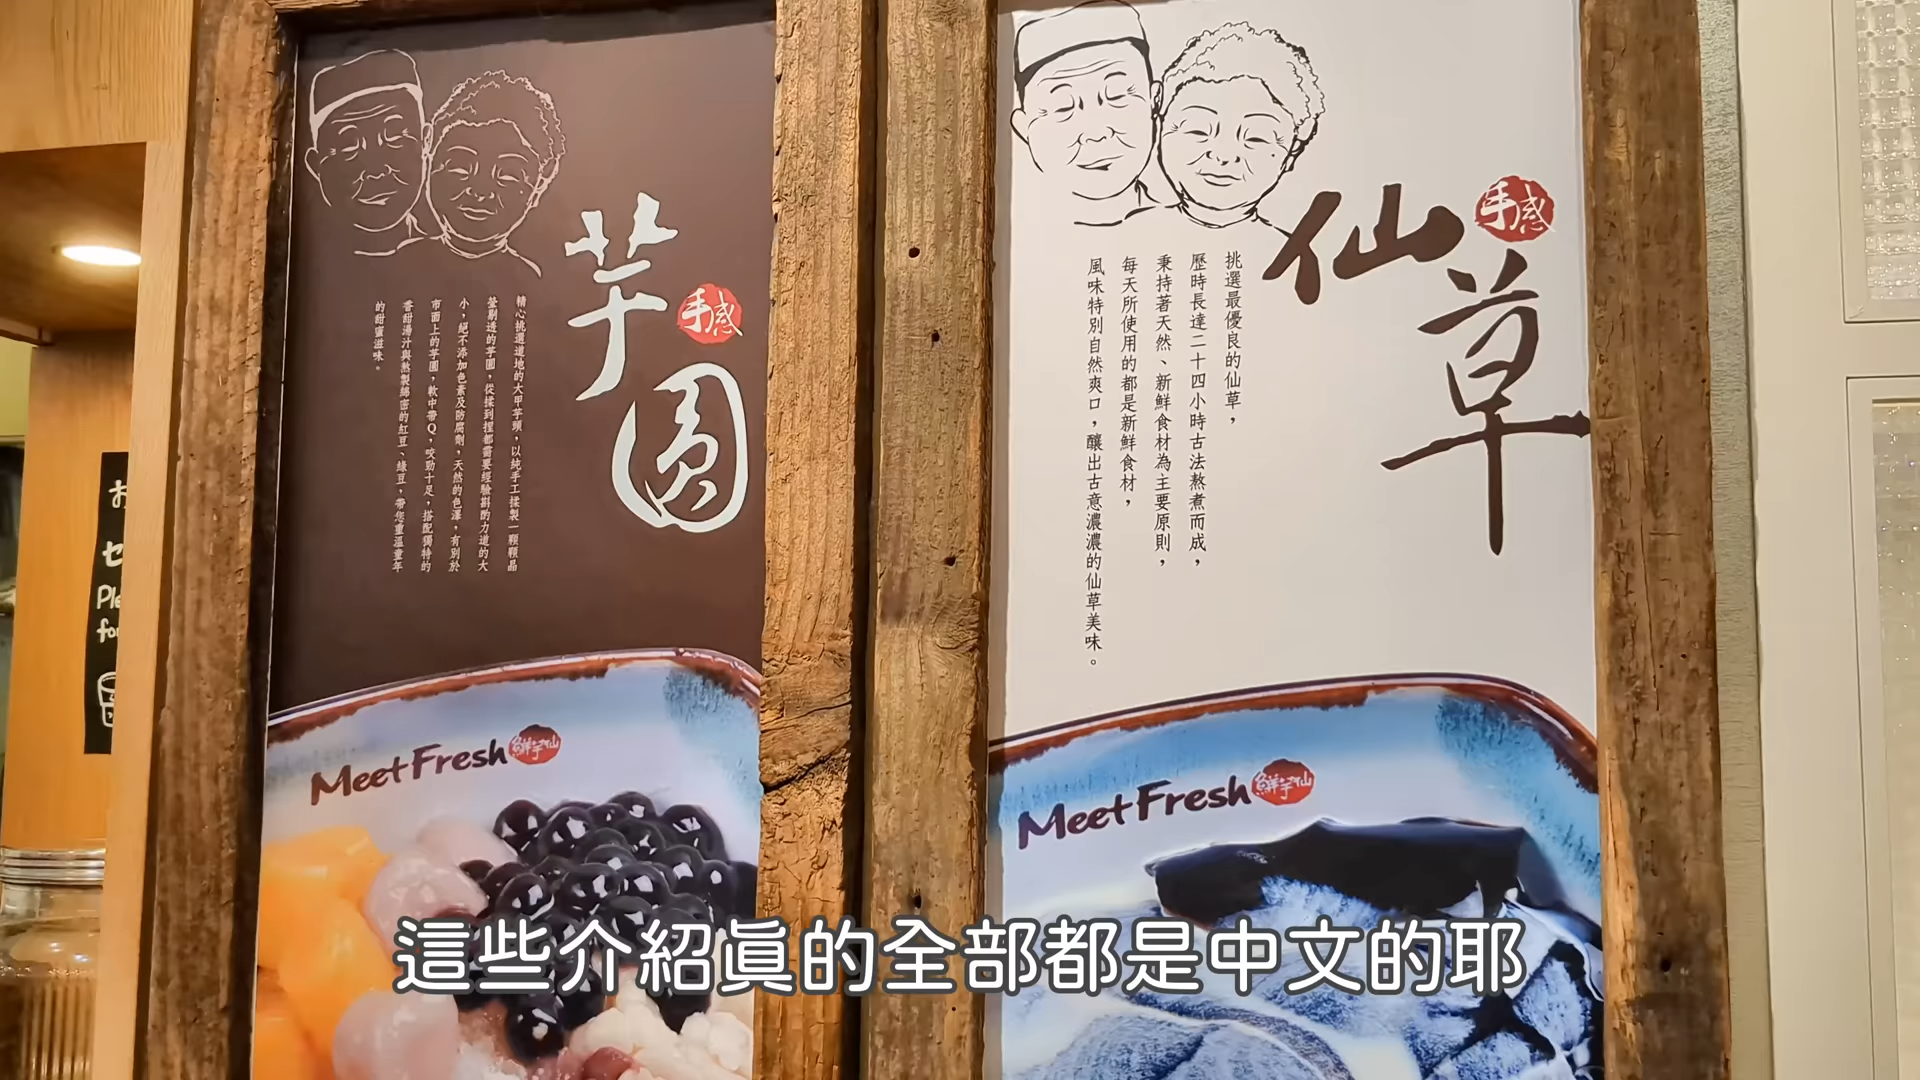 芋圓
手感
精心挑選道地的大甲芋頭，以純手工揉製一顆顆晶
瑩剔透的芋圓，從揉到捏都需要經驗斟酌力道的大
小，絕不添加色素及防腐劑，天然的色澤，有別於
市面上的芋圓，軟中帶Q，咬勁十足，搭配獨特的
香甜湯汁與熬製綿密的紅豆、綠豆，帶您重溫童年
的甜蜜滋味。
MeetFresh 鮮芋仙
仙草
手感
挑選最優良的仙草，
歷時長達二十四小時古法熬煮而成，
秉持著天然、新鮮食材為主要原則，
每天所使用的都是新鮮食材，
風味特別自然爽口，釀出古意濃濃的仙草美味。
MeetFresh 鮮芋仙
這些介紹真的全部都是中文的耶